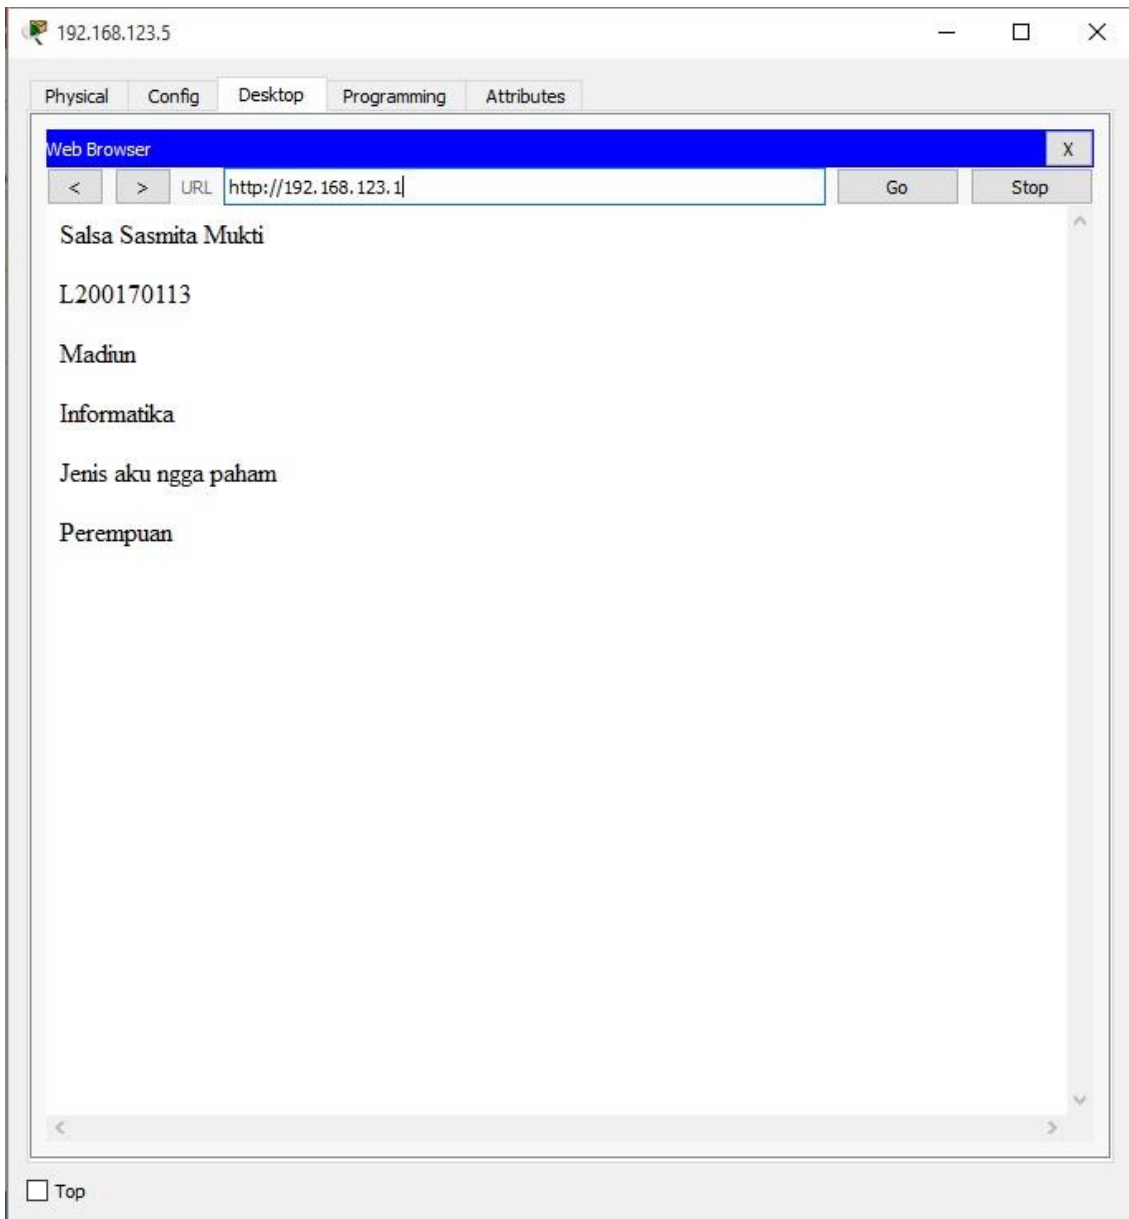 192.168.123.5
Physical Config Desktop Programming Attributes
Web Browser X
< > URL http://192.168.123.1 Go Stop
Salsa Sasmita Mukti
L200170113
Madiun
Informatika
Jenis aku ngga paham
Perempuan
Top